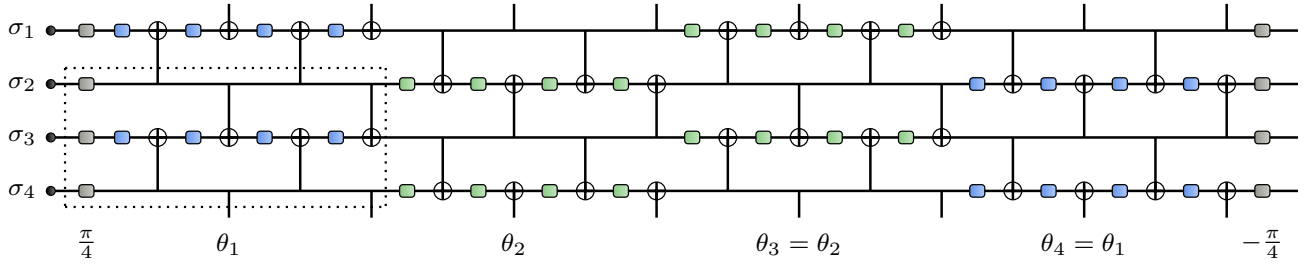 σ₁
σ₂
σ₃
σ₄
π/4 θ₁ θ₂ θ₃ = θ₂ θ₄ = θ₁ −π/4